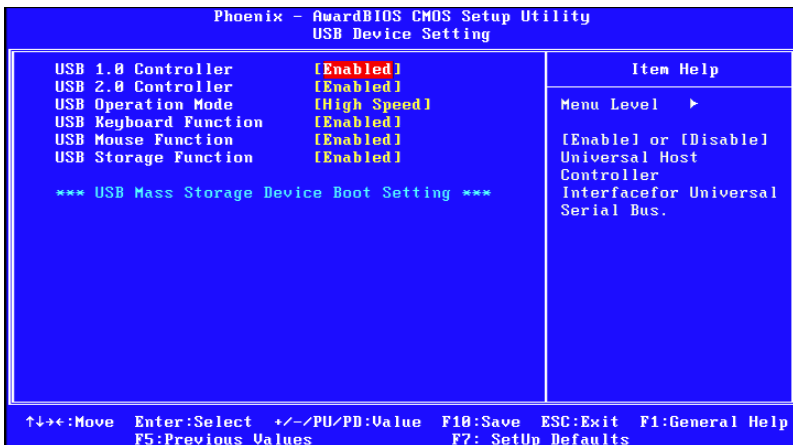 Phoenix - AwardBIOS CMOS Setup Utility
USB Device Setting
USB 1.0 Controller [Enabled]
USB 2.0 Controller [Enabled]
USB Operation Mode [High Speed]
USB Keyboard Function [Enabled]
USB Mouse Function [Enabled]
USB Storage Function [Enabled]
*** USB Mass Storage Device Boot Setting ***
Item Help
Menu Level ▶
[Enable] or [Disable]
Universal Host
Controller
Interfacefor Universal
Serial Bus.
↑↓→←:Move Enter:Select +/-/PU/PD:Value F10:Save ESC:Exit F1:General Help
F5:Previous Values F7: SetUp Defaults